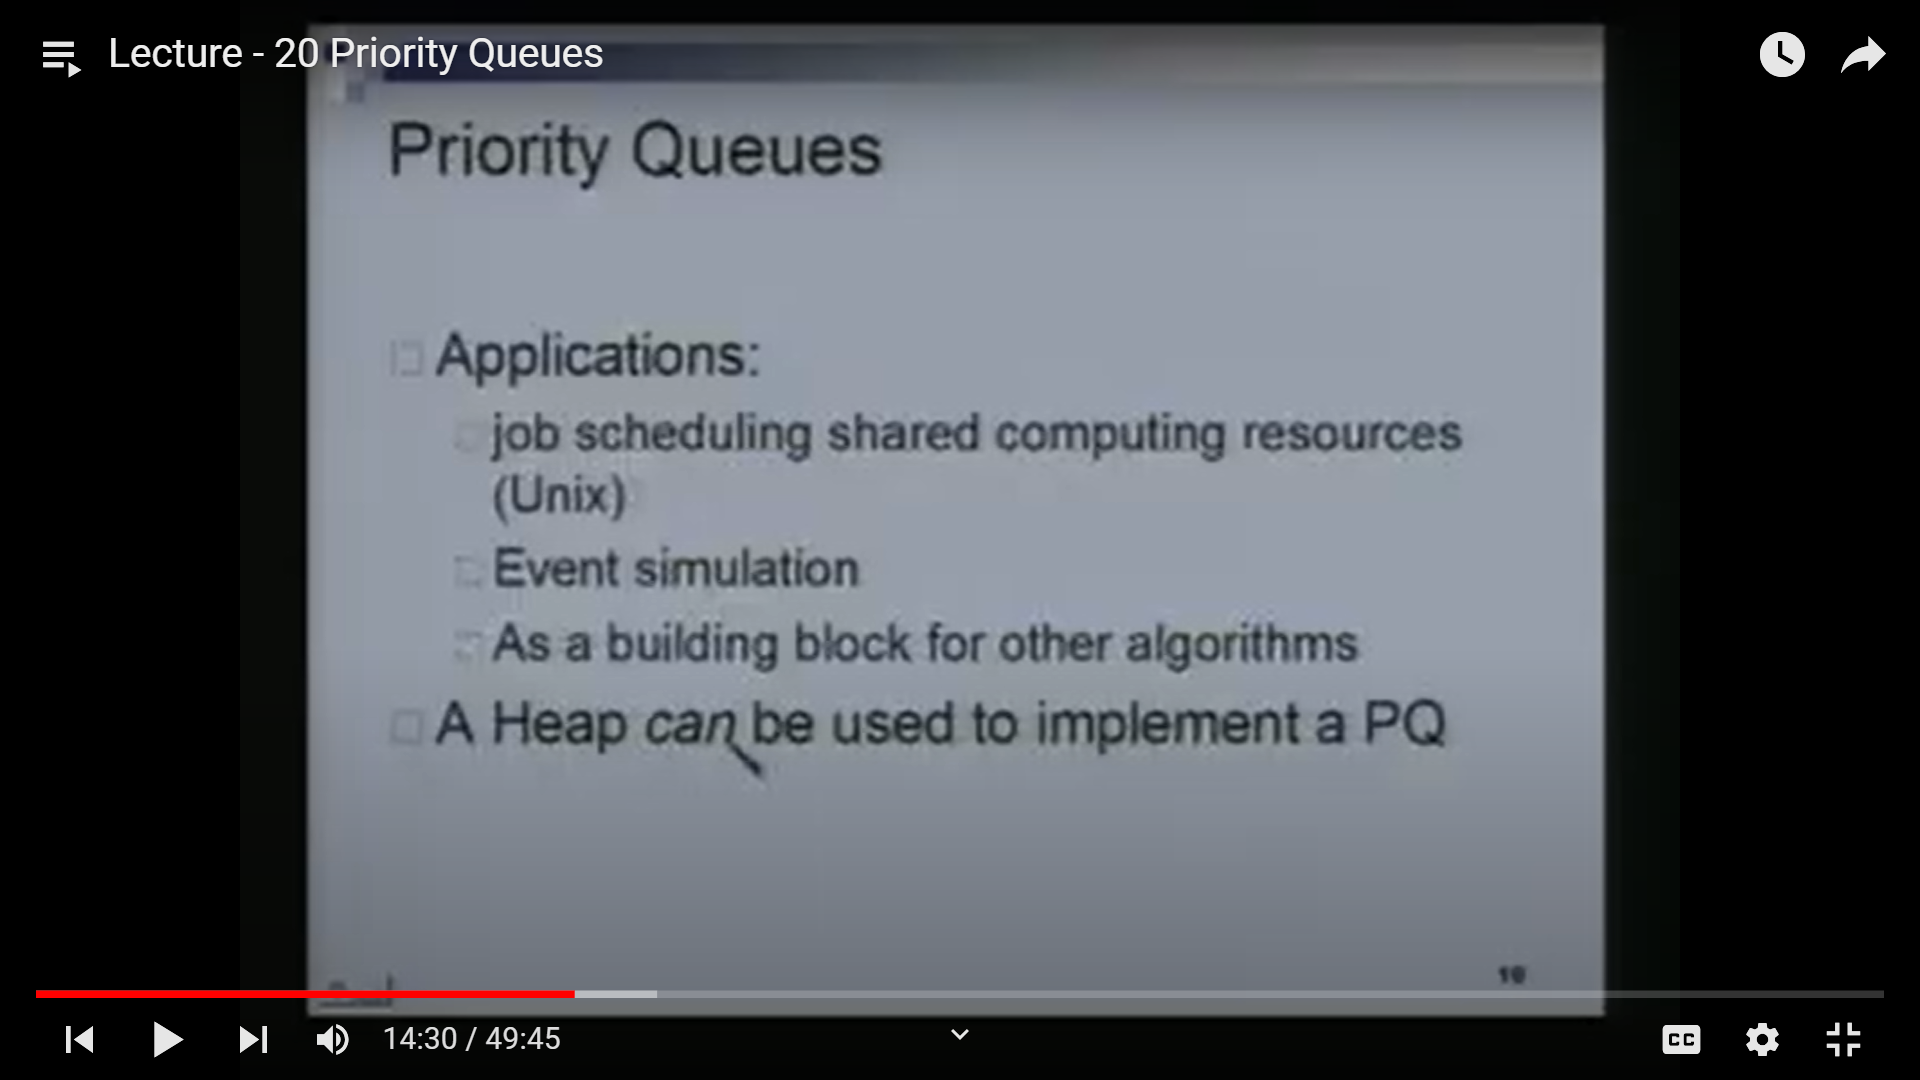 Lecture - 20 Priority Queues
Priority Queues
Applications:
job scheduling shared computing resources
(Unix)
Event simulation
As a building block for other algorithms
A Heap can be used to implement a PQ
10
14:30 / 49:45
CC